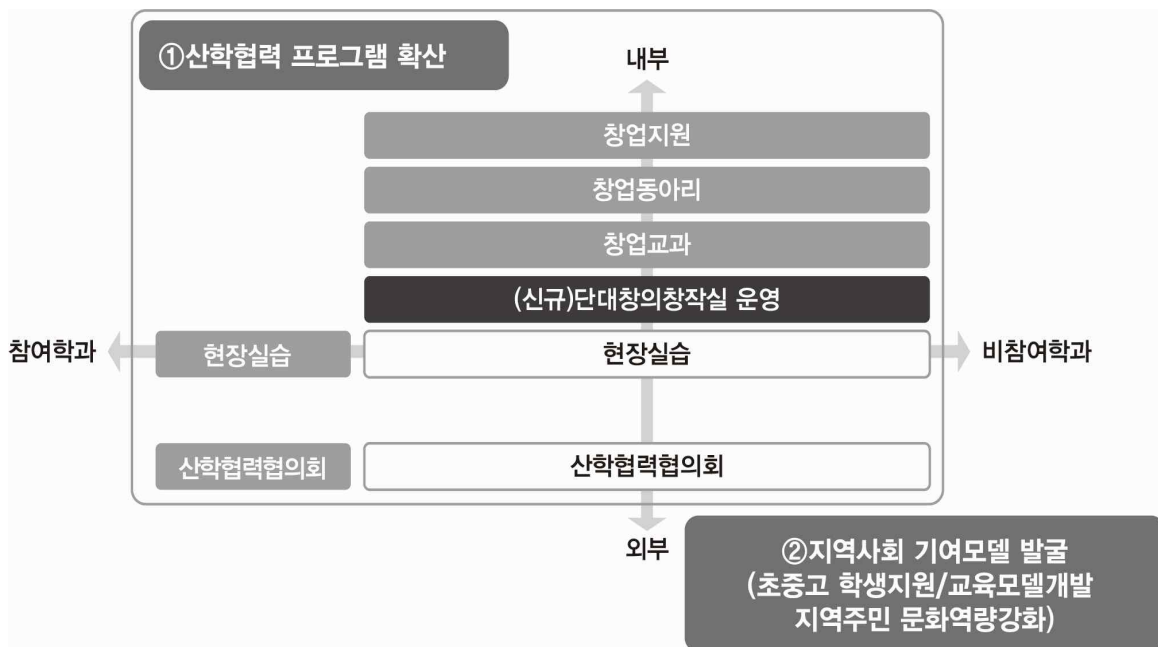 ①산학협력 프로그램 확산
내부
창업지원
창업동아리
창업교과
(신규)단대창의창작실 운영
참여학과
현장실습
현장실습
비참여학과
산학협력협의회
산학협력협의회
외부
②지역사회 기여모델 발굴
(초중고 학생지원/교육모델개발
지역주민 문화역량강화)